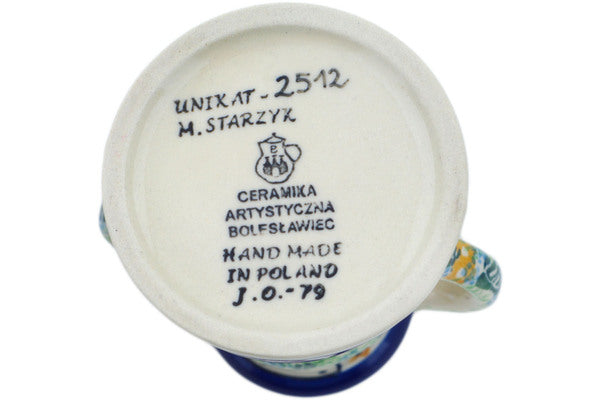 UNIKAT - 2512
M. STARZYK
CERAMIKA
ARTYSTYCZNA
BOLESŁAWIEC
HAND MADE
IN POLAND
J.O.-79